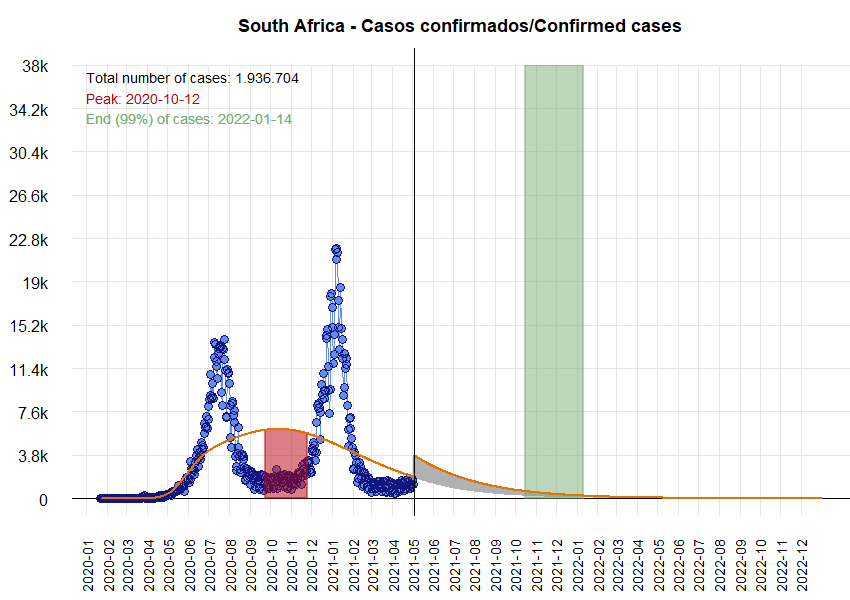 South Africa - Casos confirmados/Confirmed cases
38k
Total number of cases: 1.936.704
Peak: 2020-10-12
34.2k
End (99%) of cases: 2022-01-14
30.4k
26.6k
22.8k
19k
15.2k
11.4k
7.6k
3.8k
0
2020-01
2020-02
2020-03
2020-04
2020-05
2020-06
2020-07
2020-08
2020-09
2020-10
2020-11
2020-12
2021-01
2021-02
2021-03
2021-04
2021-05
2021-06
2021-07
2021-08
2021-09
2021-10
2021-11
2021-12
2022-01
2022-02
2022-03
2022-04
2022-05
2022-06
2022-07
2022-08
2022-09
2022-10
2022-11
2022-12